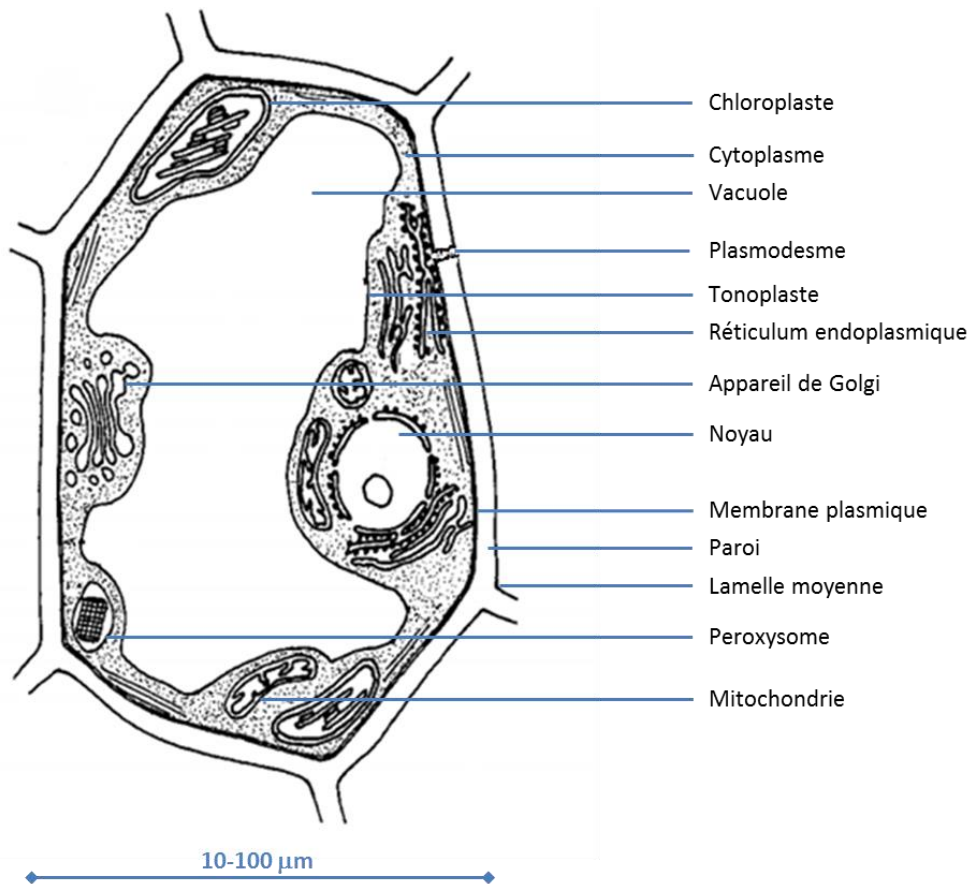 Chloroplaste
Cytoplasme
Vacuole
Plasmodesme
Tonoplaste
Réticulum endoplasmique
Appareil de Golgi
Noyau
Membrane plasmique
Paroi
Lamelle moyenne
Peroxysome
Mitochondrie
10-100 µm